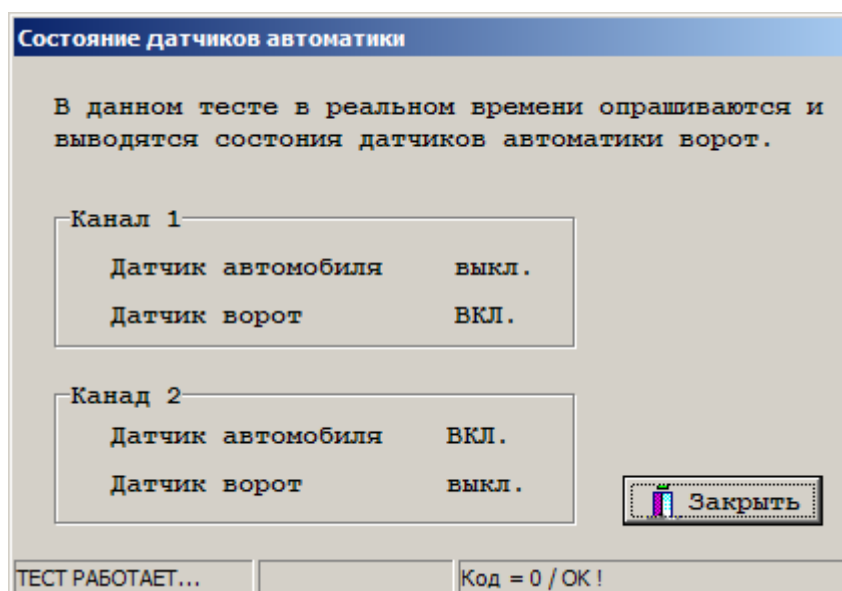 Состояние датчиков автоматики
В данном тесте в реальном времени опрашиваются и
выводятся состония датчиков автоматики ворот.
Канал 1
Датчик автомобиля выкл.
Датчик ворот ВКЛ.
Канад 2
Датчик автомобиля ВКЛ.
Датчик ворот выкл.
Закрыть
ТЕСТ РАБОТАЕТ... Код = 0 / OK !